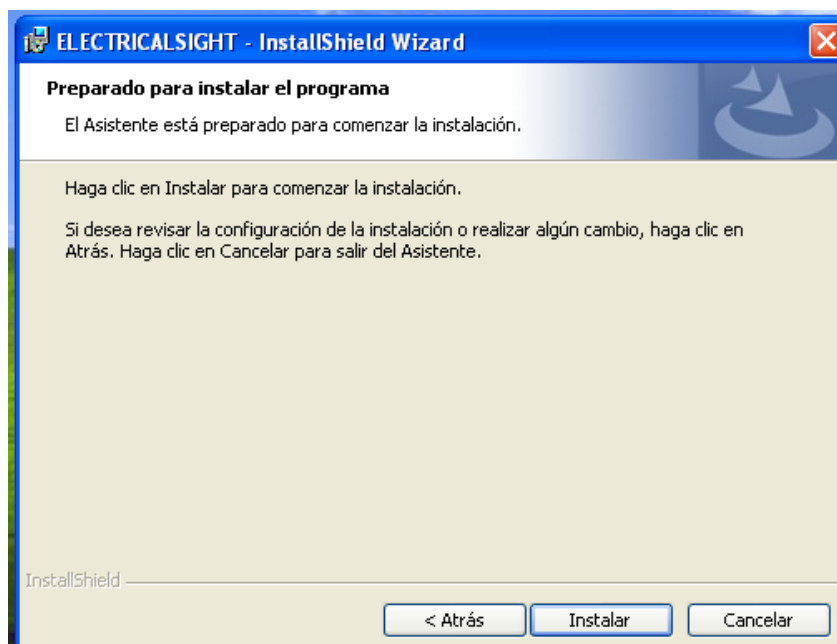 ELECTRICALSIGHT - InstallShield Wizard
Preparado para instalar el programa
El Asistente está preparado para comenzar la instalación.
Haga clic en Instalar para comenzar la instalación.
Si desea revisar la configuración de la instalación o realizar algún cambio, haga clic en
Atrás. Haga clic en Cancelar para salir del Asistente.
InstallShield
< Atrás
Instalar
Cancelar